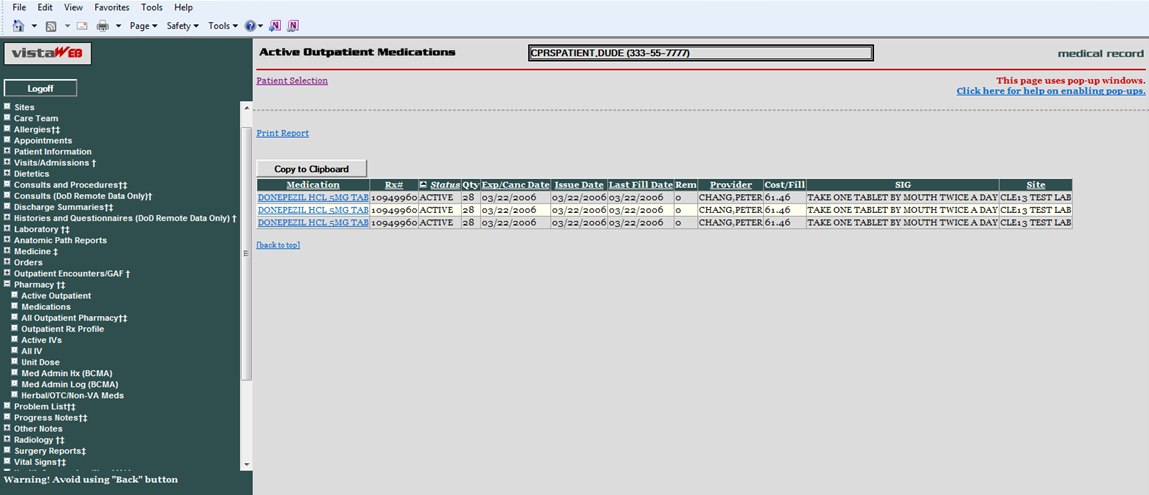 File Edit View Favorites Tools Help
Page Safety Tools
vistaWEB
Active Outpatient Medications
CPRSPATIENT,DUDE (333-55-7777)
medical record
Logoff
Patient Selection
This page uses pop-up windows.
Click here for help on enabling pop-ups.
Sites
Care Team
Allergies†‡
Appointments
Patient Information
Visits/Admissions †
Dietetics
Consults and Procedures†‡
Consults (DoD Remote Data Only)†
Discharge Summaries†‡
Histories and Questionnaires (DoD Remote Data Only) †
Laboratory †‡
Anatomic Path Reports
Medicine ‡
Orders
Outpatient Encounters/GAF †
Pharmacy †‡
Active Outpatient
Medications
All Outpatient Pharmacy†‡
Outpatient Rx Profile
Active IVs
All IV
Unit Dose
Med Admin Hx (BCMA)
Med Admin Log (BCMA)
Herbal/OTC/Non-VA Meds
Problem List†‡
Progress Notes†‡
Other Notes
Radiology †‡
Surgery Reports‡
Vital Signs†‡
Warning! Avoid using "Back" button
Print Report
Copy to Clipboard
Medication Rx# Status Qty Exp/Canc Date Issue Date Last Fill Date Rem Provider Cost/Fill SIG Site
DONEPEZIL HCL 5MG TAB 10949960 ACTIVE 28 03/22/2006 03/22/2006 03/22/2006 0 CHANG,PETER 61.46 TAKE ONE TABLET BY MOUTH TWICE A DAY CLE13 TEST LAB
DONEPEZIL HCL 5MG TAB 10949960 ACTIVE 28 03/22/2006 03/22/2006 03/22/2006 0 CHANG,PETER 61.46 TAKE ONE TABLET BY MOUTH TWICE A DAY CLE13 TEST LAB
DONEPEZIL HCL 5MG TAB 10949960 ACTIVE 28 03/22/2006 03/22/2006 03/22/2006 0 CHANG,PETER 61.46 TAKE ONE TABLET BY MOUTH TWICE A DAY CLE13 TEST LAB
[back to top]